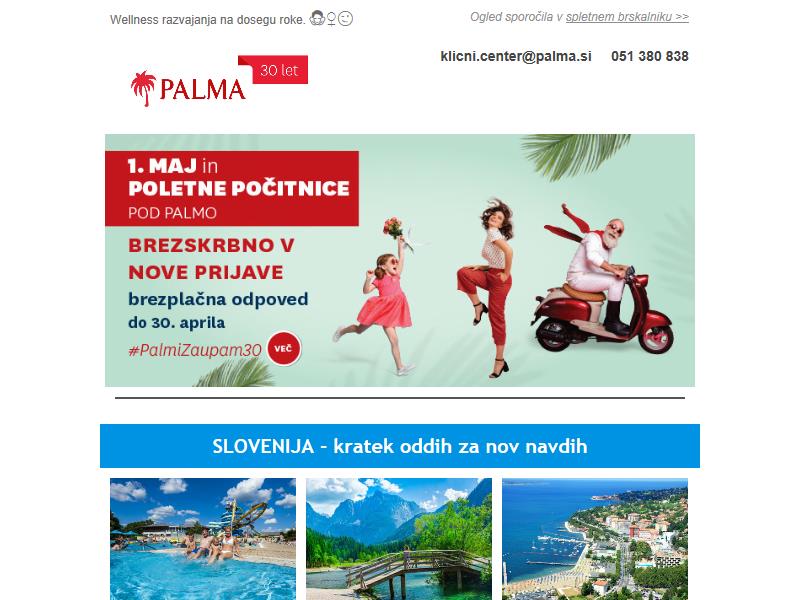 Wellness razvajanja na dosegu roke.
Ogled sporočila v spletnem brskalniku >>
klicni.center@palma.si 051 380 838
30 let
PALMA
1. MAJ in
POLETNE POČITNICE
POD PALMO
BREZSKRBNO V
NOVE PRIJAVE
brezplačna odpoved
do 30. aprila
#PalmiZaupam30 VEČ
SLOVENIJA – kratek oddih za nov navdih